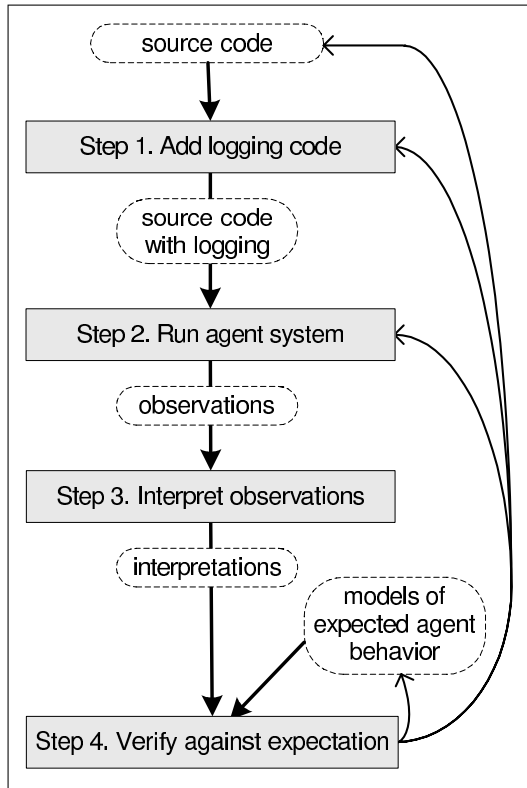 source code
Step 1. Add logging code
source code
with logging
Step 2. Run agent system
observations
Step 3. Interpret observations
interpretations
models of
expected agent
behavior
Step 4. Verify against expectation